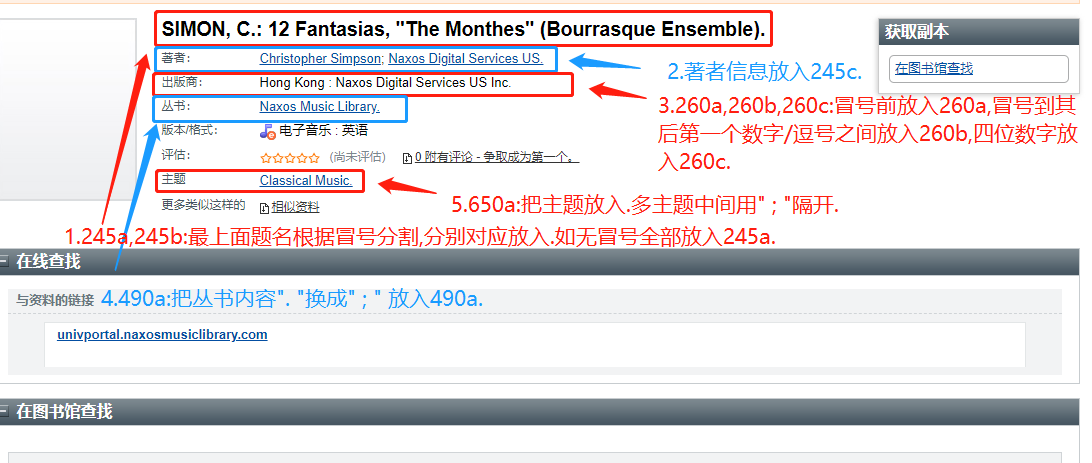 SIMON, C.: 12 Fantasias, "The Monthes" (Bourrasque Ensemble).
获取副本
著者: Christopher Simpson; Naxos Digital Services US.
在图书馆查找
2.著者信息放入245c.
出版商: Hong Kong : Naxos Digital Services US Inc.
丛书: Naxos Music Library.
3.260a,260b,260c:冒号前放入260a,冒号到其
后第一个数字/逗号之间放入260b,四位数字放
入260c.
版本/格式: 电子音乐 : 英语
评估: (尚未评估) 0 附有评论 - 争取成为第一个。
主题 Classical Music.
5.650a:把主题放入.多主题中间用" ; "隔开.
更多类似这样的 相似资料
1.245a,245b:最上面题名根据冒号分割,分别对应放入.如无冒号全部放入245a.
在线查找
与资料的链接
4.490a:把丛书内容". "换成" ; " 放入490a.
univportal.naxosmusiclibrary.com
在图书馆查找